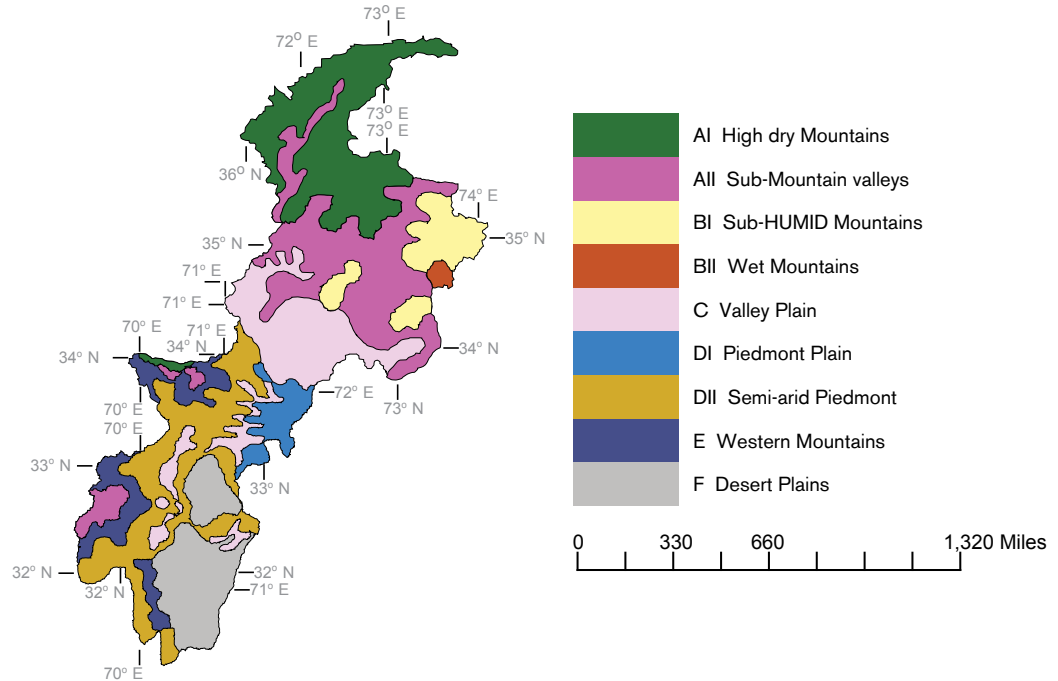 73° E
72° E
73° E
73° E
36° N
74° E
35° N
35° N
71° E
71° E
70° E
71° E
34° N
34° N
34° N
72° E
73° N
70° E
70° E
33° N
33° N
32° N
32° N
32° N
71° E
70° E
AI High dry Mountains
AII Sub-Mountain valleys
BI Sub-HUMID Mountains
BII Wet Mountains
C Valley Plain
DI Piedmont Plain
DII Semi-arid Piedmont
E Western Mountains
F Desert Plains
0 330 660 1,320 Miles